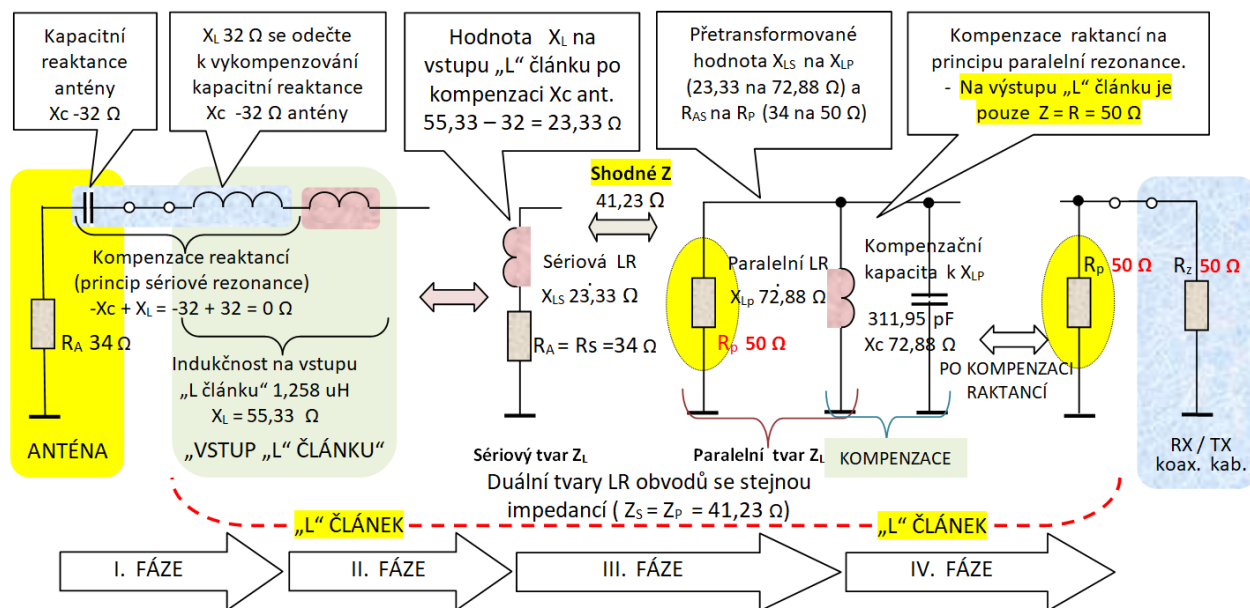 Kapacitní
reaktance
antény
Xc -32 Ω
XL 32 Ω se odečte
k vykompenzování
kapacitní reaktance
Xc -32 Ω antény
Hodnota XL na
vstupu „L“ článku po
kompenzaci Xc ant.
55,33 – 32 = 23,33 Ω
Přetransformované
hodnota XLS na XLP
(23,33 na 72,88 Ω) a
RAS na RP (34 na 50 Ω)
Kompenzace raktancí na
principu paralelní rezonance.
- Na výstupu „L“ článku je
pouze Z = R = 50 Ω
Shodné Z
41,23 Ω
Kompenzace reaktancí
(princip sériové rezonance)
-Xc + XL = -32 + 32 = 0 Ω
RA 34 Ω
Indukčnost na vstupu
„L článku“ 1,258 uH
XL = 55,33 Ω
ANTÉNA
„VSTUP „L“ ČLÁNKU“
Sériová LR
XLS 23,33 Ω
RA = Rs =34 Ω
Sériový tvar ZL
Paralelní LR
XLp 72,88 Ω
Rp 50 Ω
Paralelní tvar ZL
Kompenzační
kapacita k XLP
311,95 pF
Xc 72,88 Ω
KOMPENZACE
PO KOMPENZACI
RAKTANCÍ
Rp 50 Ω
Rz 50 Ω
RX / TX
koax. kab.
Duální tvary LR obvodů se stejnou
impedancí ( ZS = ZP = 41,23 Ω)
„L“ ČLÁNEK
„L“ ČLÁNEK
I. FÁZE
II. FÁZE
III. FÁZE
IV. FÁZE